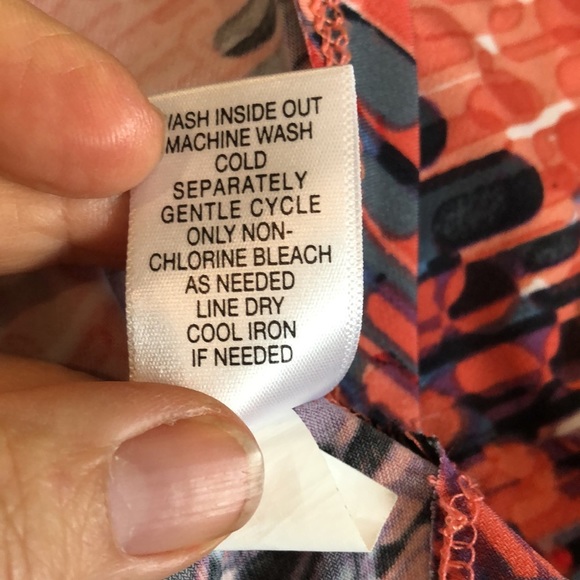 WASH INSIDE OUT
MACHINE WASH
COLD
SEPARATELY
GENTLE CYCLE
ONLY NON-
CHLORINE BLEACH
AS NEEDED
LINE DRY
COOL IRON
IF NEEDED